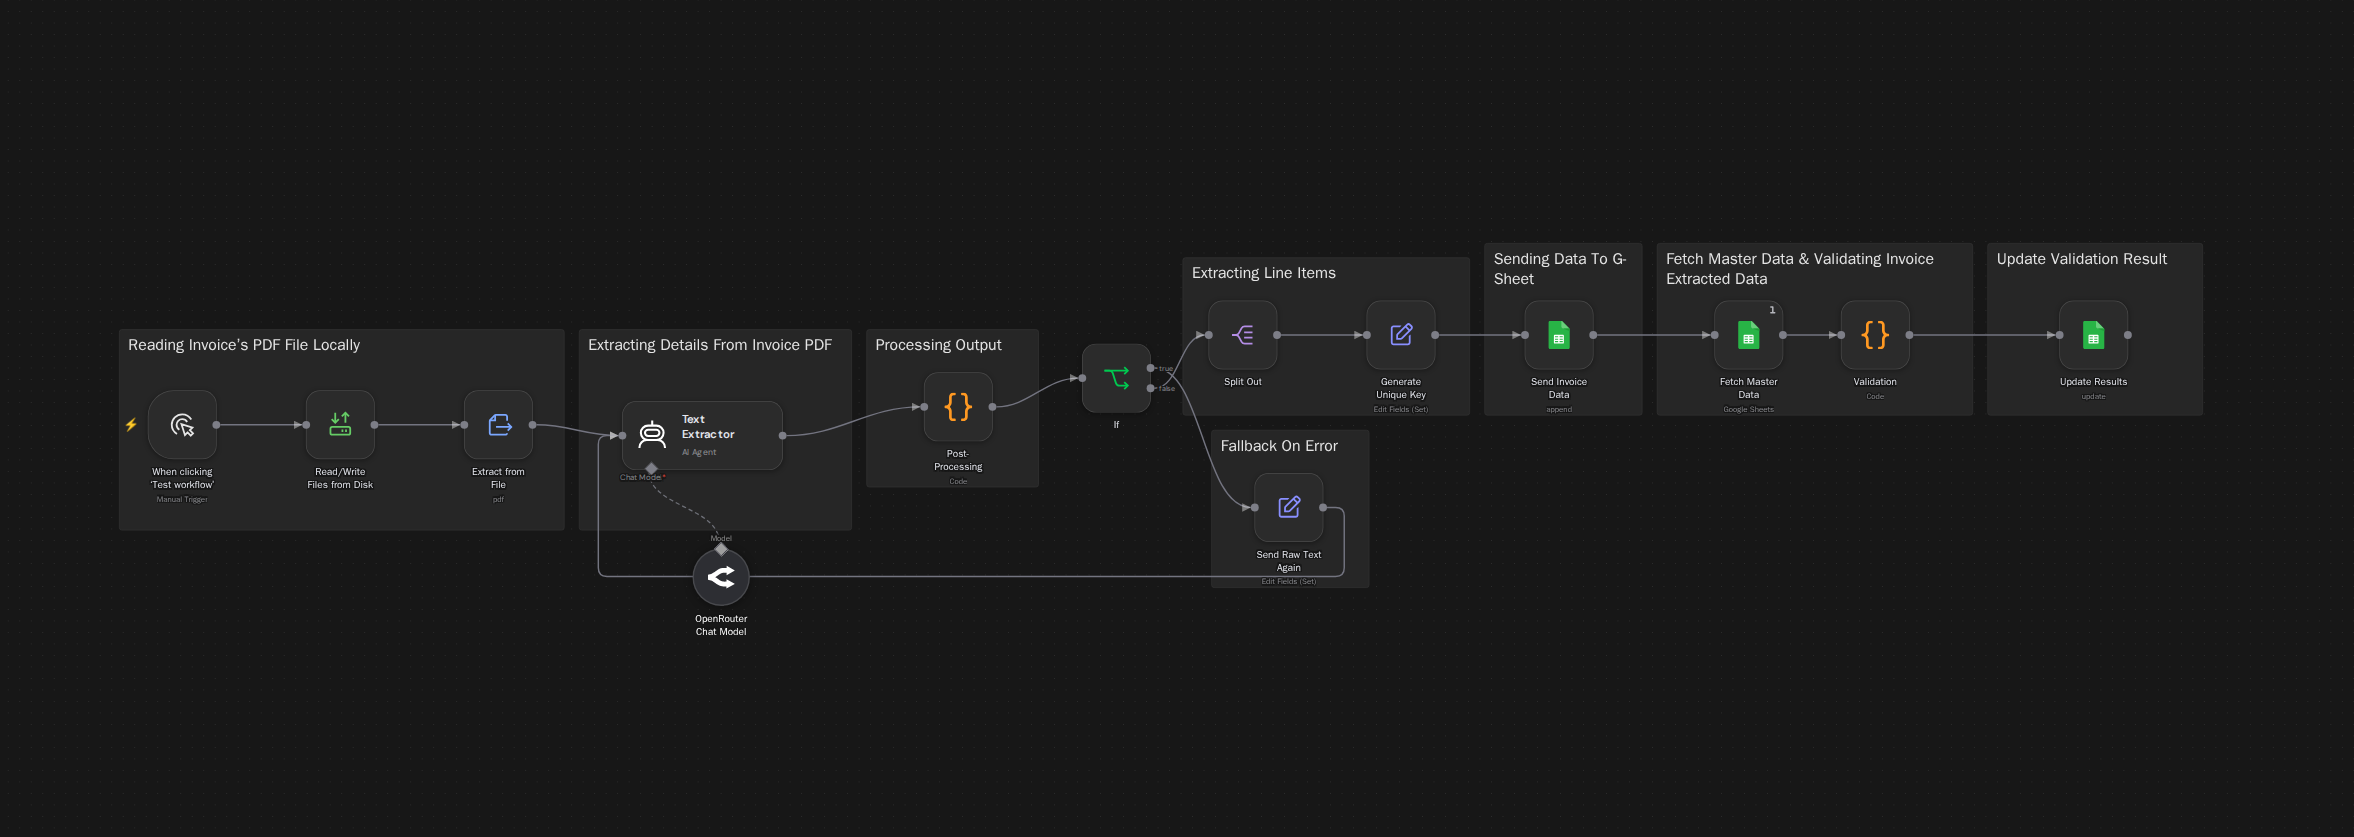 Reading Invoice's PDF File Locally
When clicking
'Test workflow'
Manual Trigger
Read/Write
Files from Disk
Extract from
File
pdf
Extracting Details From Invoice PDF
Text
Extractor
AI Agent
Chat Model*
Model
OpenRouter
Chat Model
Processing Output
Post-
Processing
Code
If
true
false
Extracting Line Items
Split Out
Generate
Unique Key
Edit Fields (Set)
Fallback On Error
Send Raw Text
Again
Edit Fields (Set)
Sending Data To G-
Sheet
Send Invoice
Data
append
Fetch Master Data & Validating Invoice
Extracted Data
1
Fetch Master
Data
Google Sheets
Validation
Code
Update Validation Result
Update Results
update